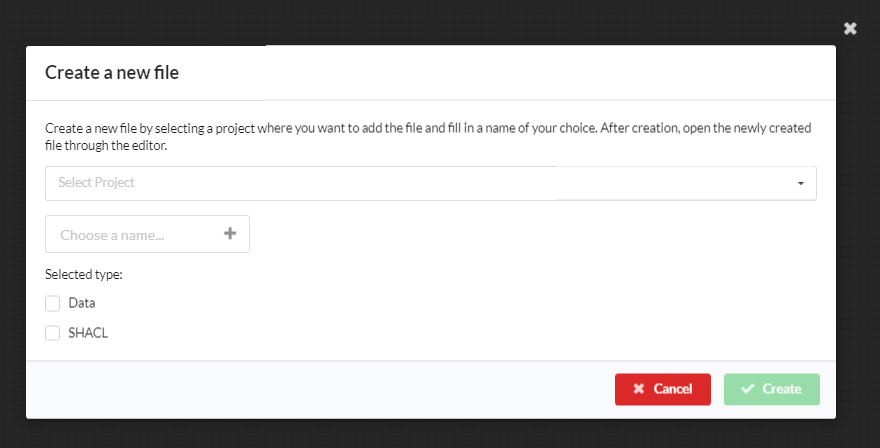 Create a new file
Create a new file by selecting a project where you want to add the file and fill in a name of your choice. After creation, open the newly created
file through the editor.
Select Project
Choose a name...
Selected type:
Data
SHACL
Cancel
Create